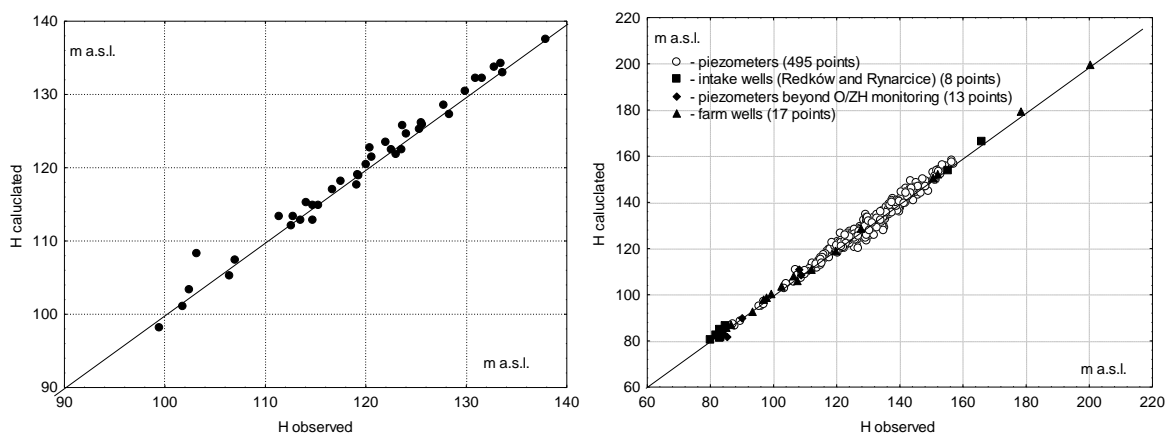 140
130
120
110
100
90
H caluclated
m a.s.l.
m a.s.l.
90 100 110 120 130 140
H observed
220
200
180
160
140
120
100
80
60
H caluclated
m a.s.l.
- piezometers (495 points)
- intake wells (Redków and Rynarcice) (8 points)
- piezometers beyond O/ZH monitoring (13 points)
- farm wells (17 points)
m a.s.l.
60 80 100 120 140 160 180 200 220
H observed